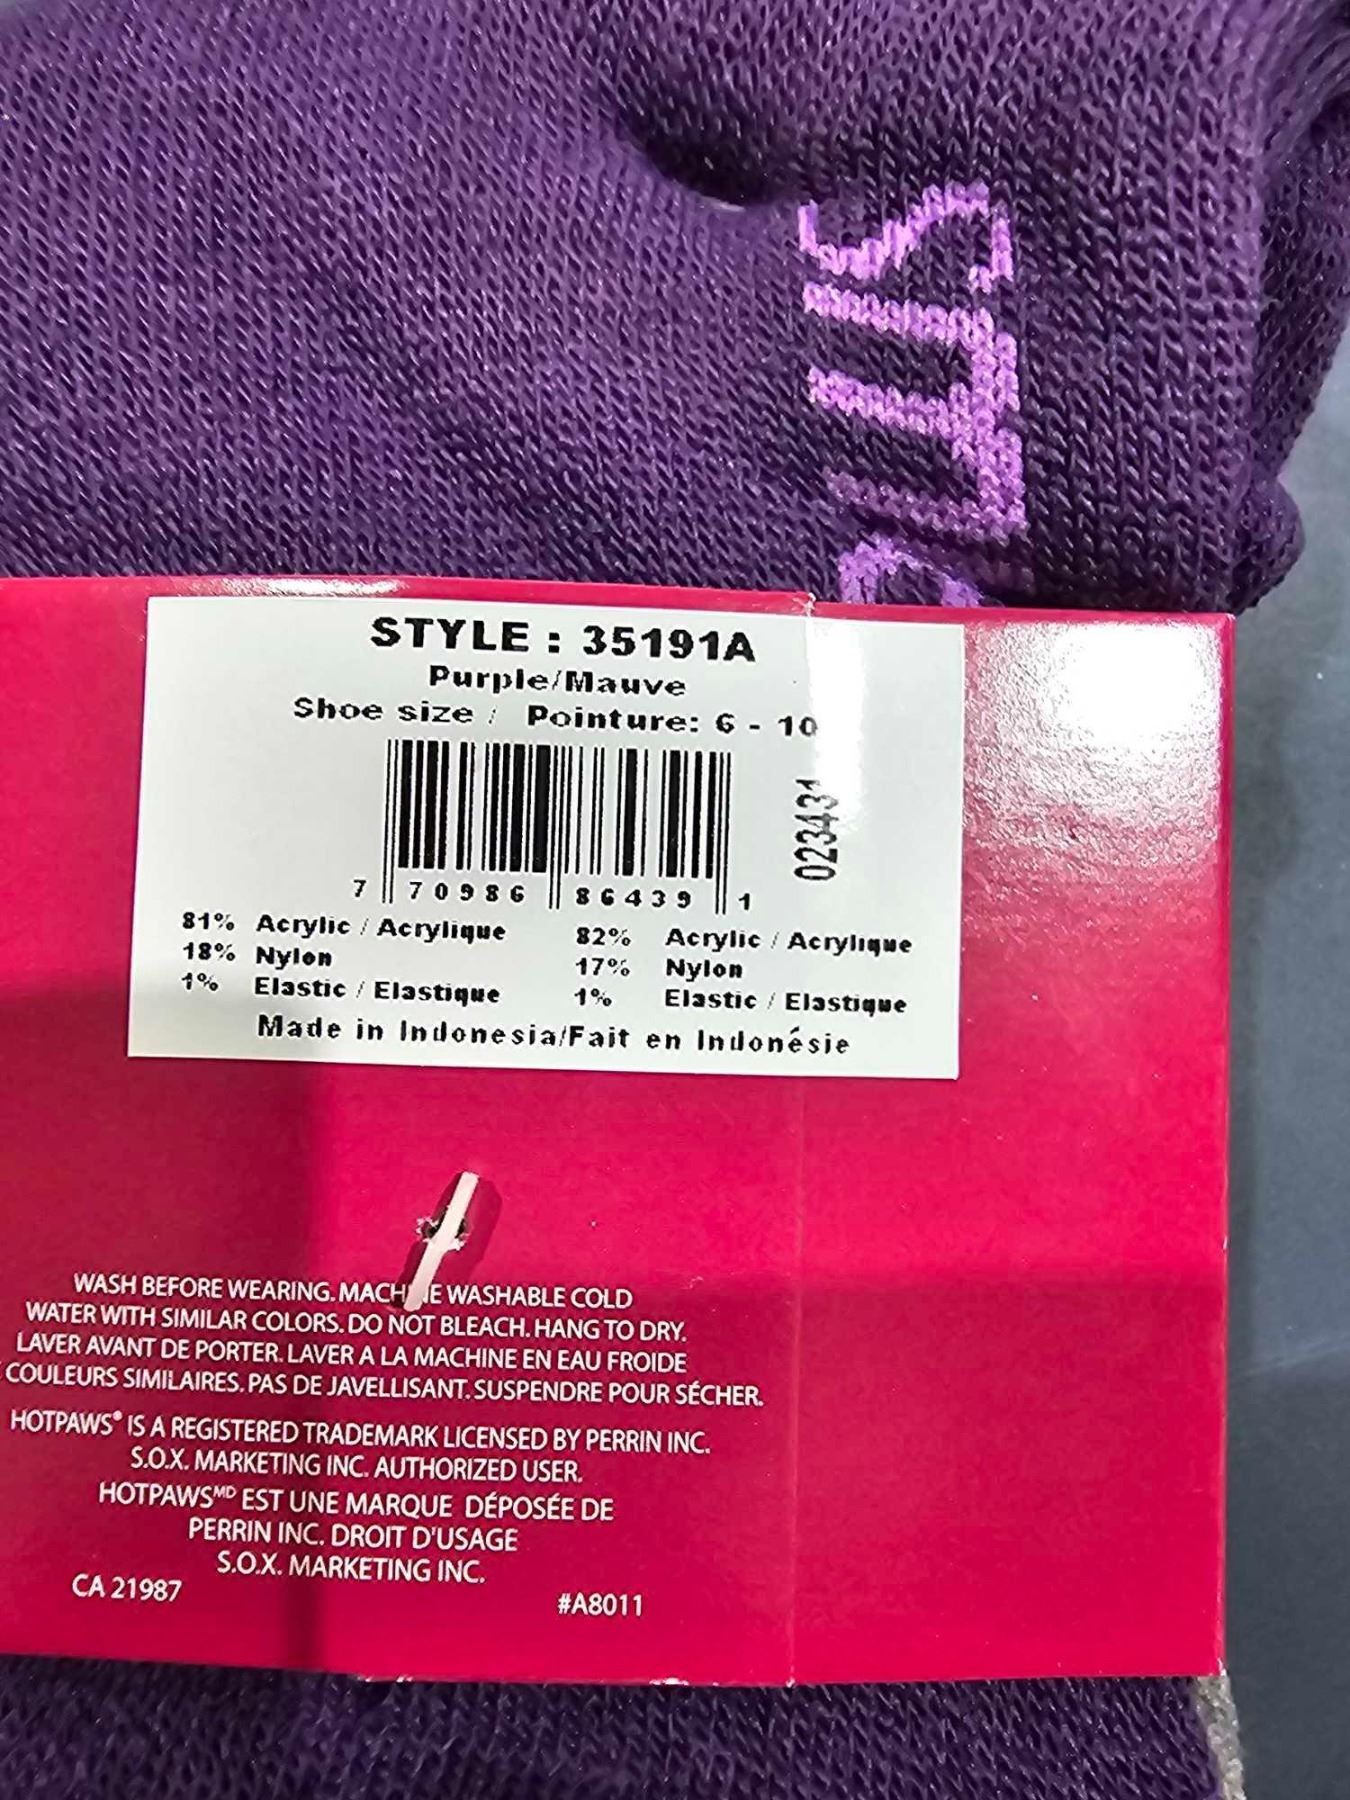 PLUS
STYLE : 35191A
Purple/Mauve
Shoe size / Pointure: 6 - 10
023431
7 70986 86439 1
81% Acrylic / Acrylique
18% Nylon
1% Elastic / Elastique
82% Acrylic / Acrylique
17% Nylon
1% Elastic / Elastique
Made in Indonesia/Fait en Indonésie
WASH BEFORE WEARING. MACHINE WASHABLE COLD
WATER WITH SIMILAR COLORS. DO NOT BLEACH. HANG TO DRY.
LAVER AVANT DE PORTER. LAVER A LA MACHINE EN EAU FROIDE
COULEURS SIMILAIRES. PAS DE JAVELLISANT. SUSPENDRE POUR SÉCHER.
HOTPAWS® IS A REGISTERED TRADEMARK LICENSED BY PERRIN INC.
S.O.X. MARKETING INC. AUTHORIZED USER.
HOTPAWSMD EST UNE MARQUE DÉPOSÉE DE
PERRIN INC. DROIT D'USAGE
S.O.X. MARKETING INC.
CA 21987
#A8011